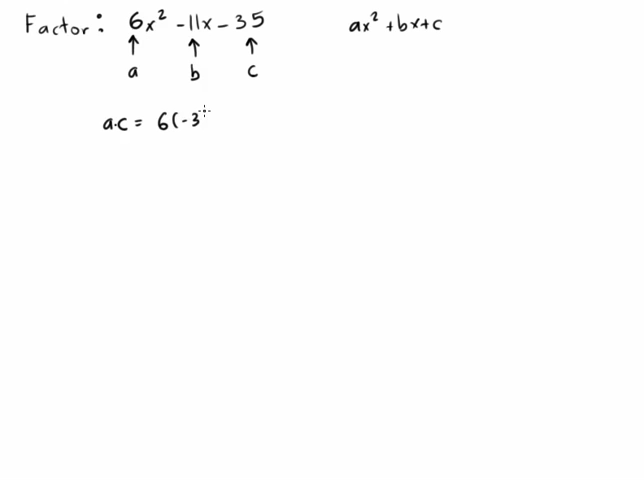 Factor: 6x² -11x - 35 ax² + bx + c
↑ ↑ ↑
a b c
a·c = 6(-3